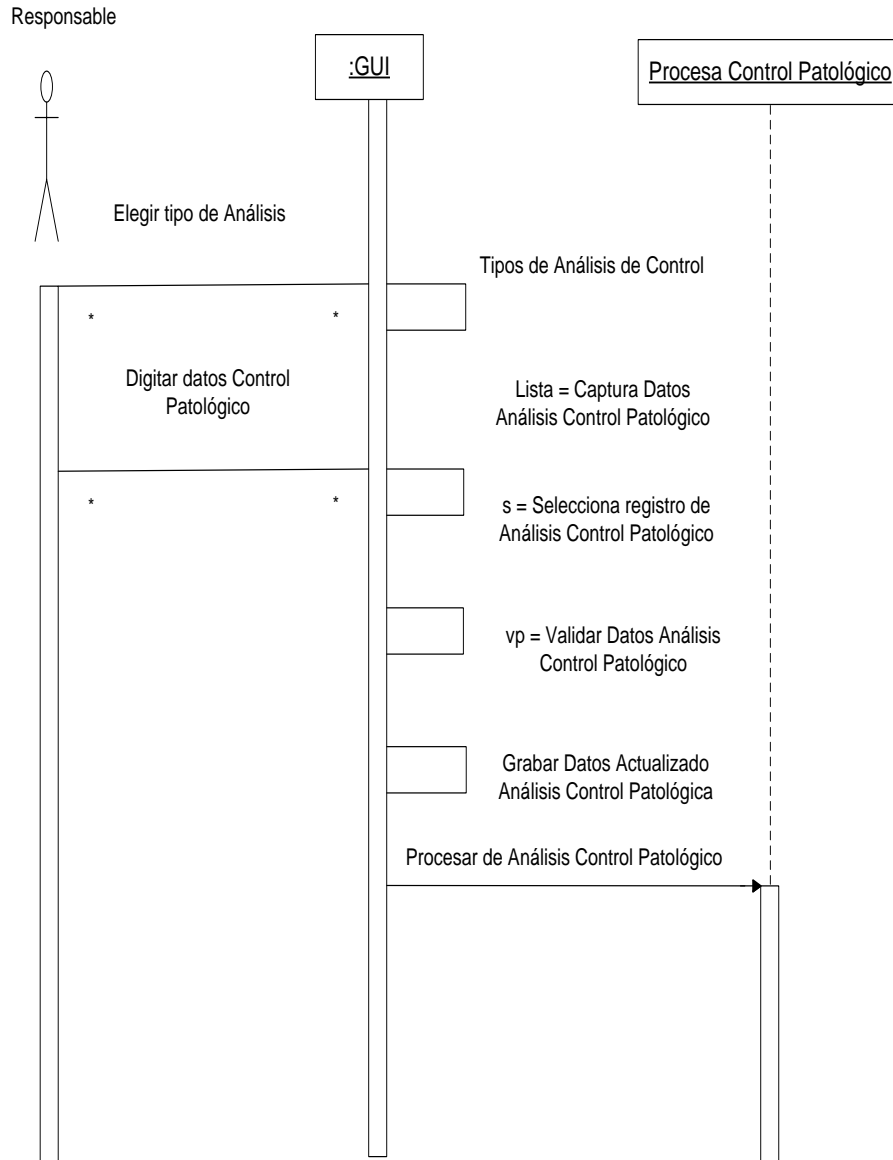 Responsable
:GUI
Procesa Control Patológico
Elegir tipo de Análisis
Tipos de Análisis de Control
*
*
Digitar datos Control
Patológico
Lista = Captura Datos
Análisis Control Patológico
*
*
s = Selecciona registro de
Análisis Control Patológico
vp = Validar Datos Análisis
Control Patológico
Grabar Datos Actualizado
Análisis Control Patológica
Procesar de Análisis Control Patológico